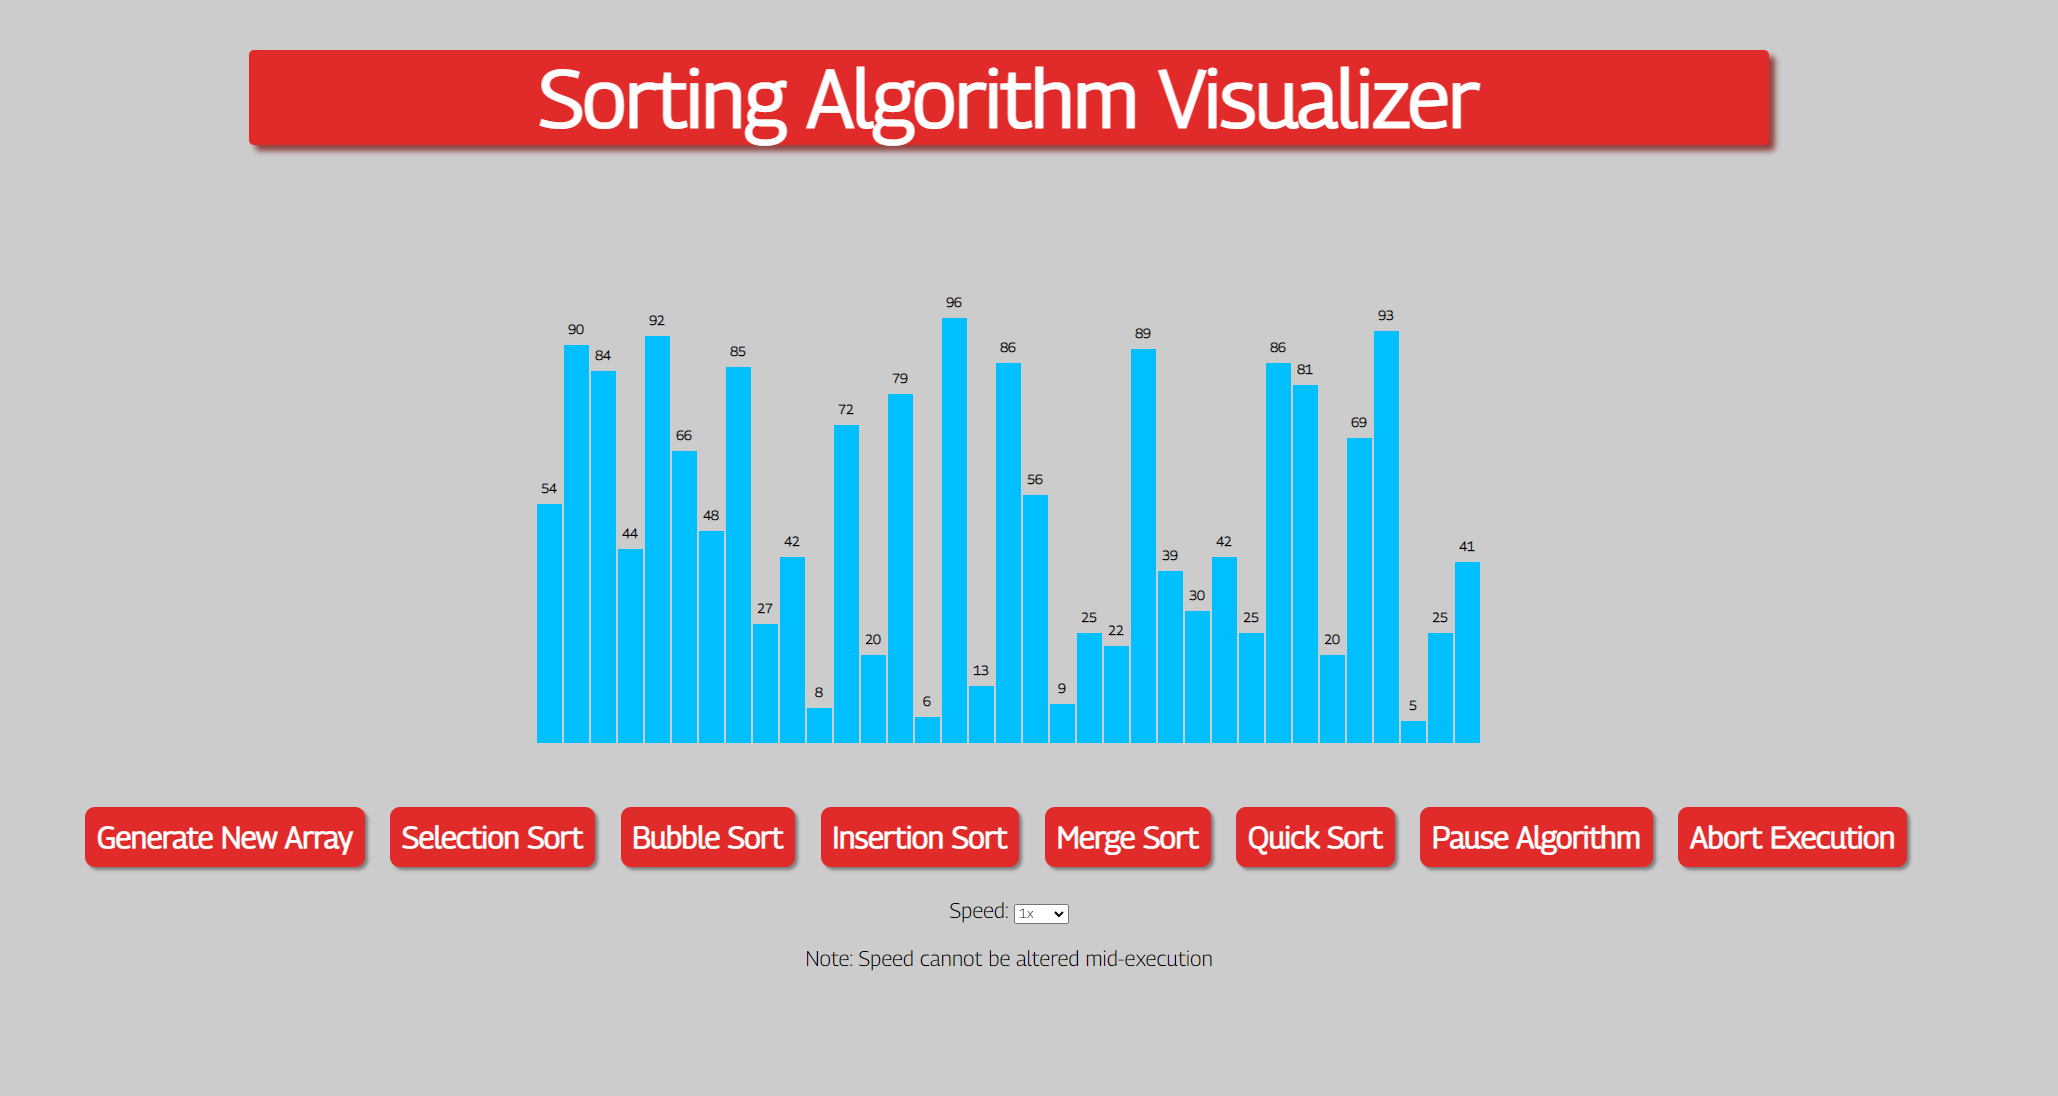 Sorting Algorithm Visualizer
54 90 84 44 92 66 48 85 27 42 8 72 20 79 6 96 13 86 56 9 25 22 89 39 30 42 25 86 81 20 69 93 5 25 41
Generate New Array Selection Sort Bubble Sort Insertion Sort Merge Sort Quick Sort Pause Algorithm Abort Execution
Speed: 1x
Note: Speed cannot be altered mid-execution